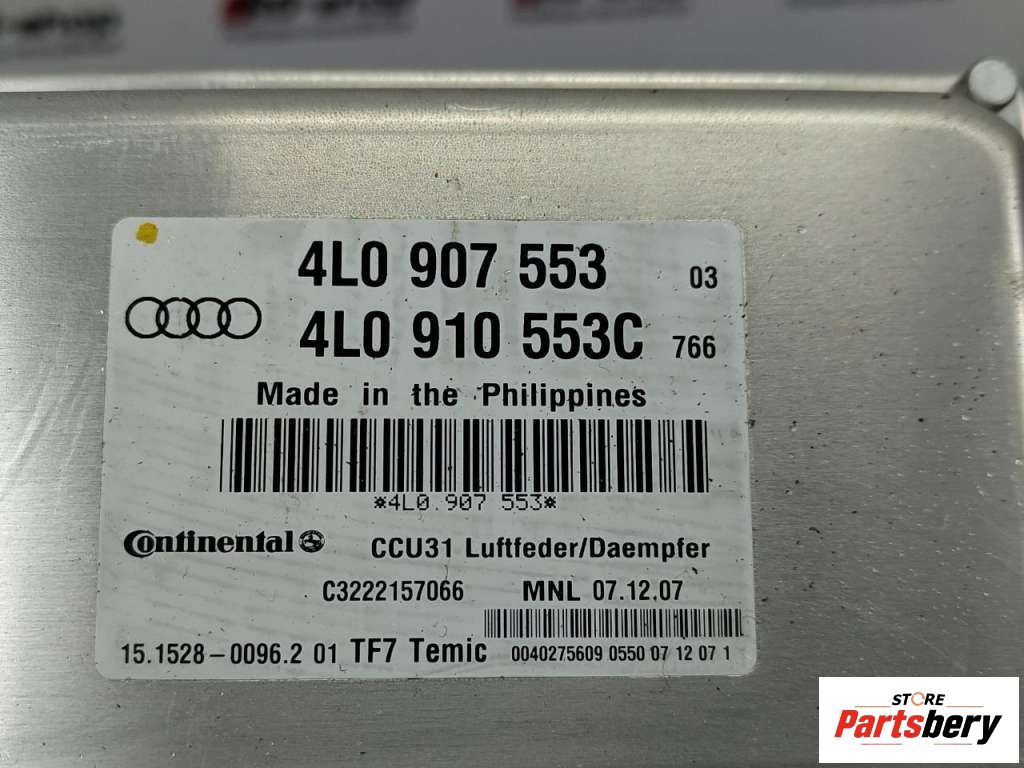 4L0 907 553 03
4L0 910 553C 766
Made in the Philippines
*4L0.907 553*
Continental CCU31 Luftfeder/Daempfer
C3222157066 MNL 07.12.07
15.1528-0096.2 01 TF7 Temic 0040275609 0550 07 12 07 1
STORE
Partsbery